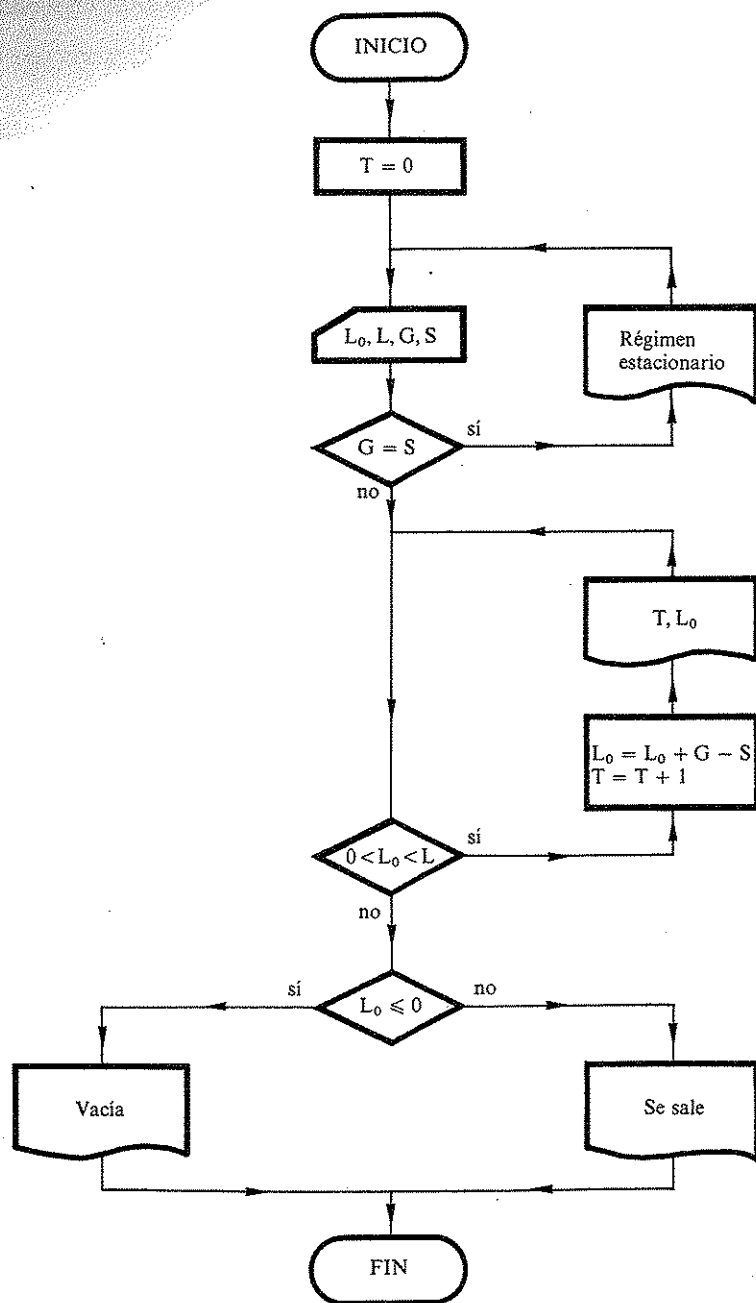 INICIO
T = 0
L₀, L, G, S
Régimen
estacionario
G = S
sí
no
T, L₀
L₀ = L₀ + G − S
T = T + 1
0 < L₀ < L
sí
no
L₀ ⩽ 0
sí
no
Vacía
Se sale
FIN